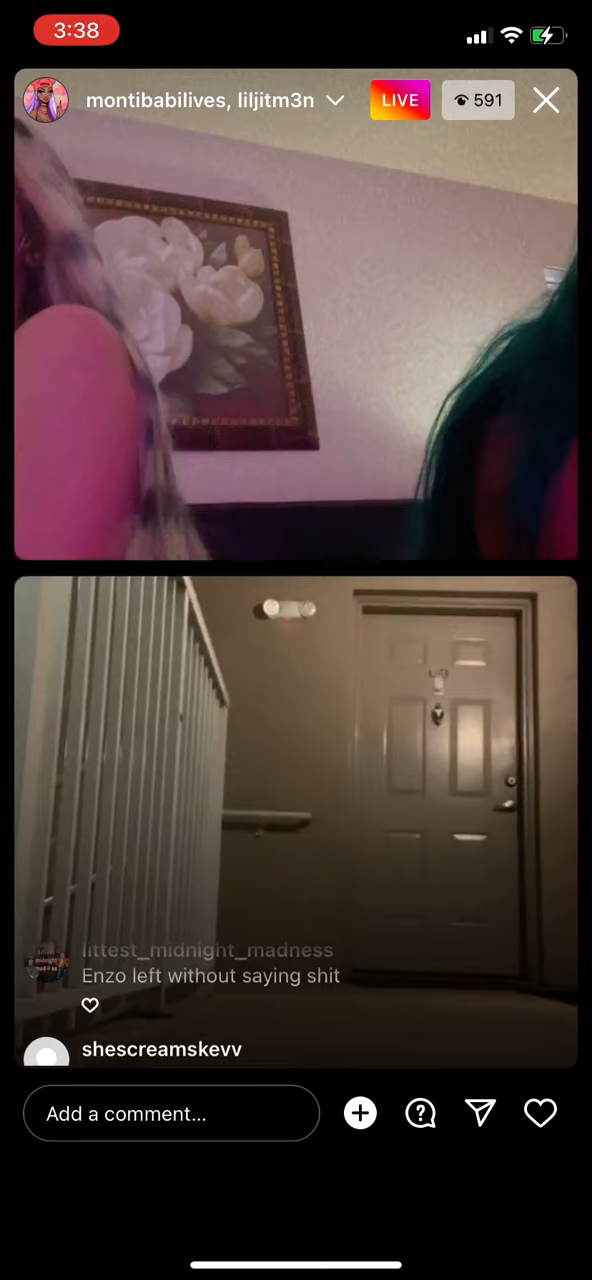 3:38
montibabilives, liljitm3n
LIVE
591
littest_midnight_madness
Enzo left without saying shit
shescreamskevv
Add a comment...